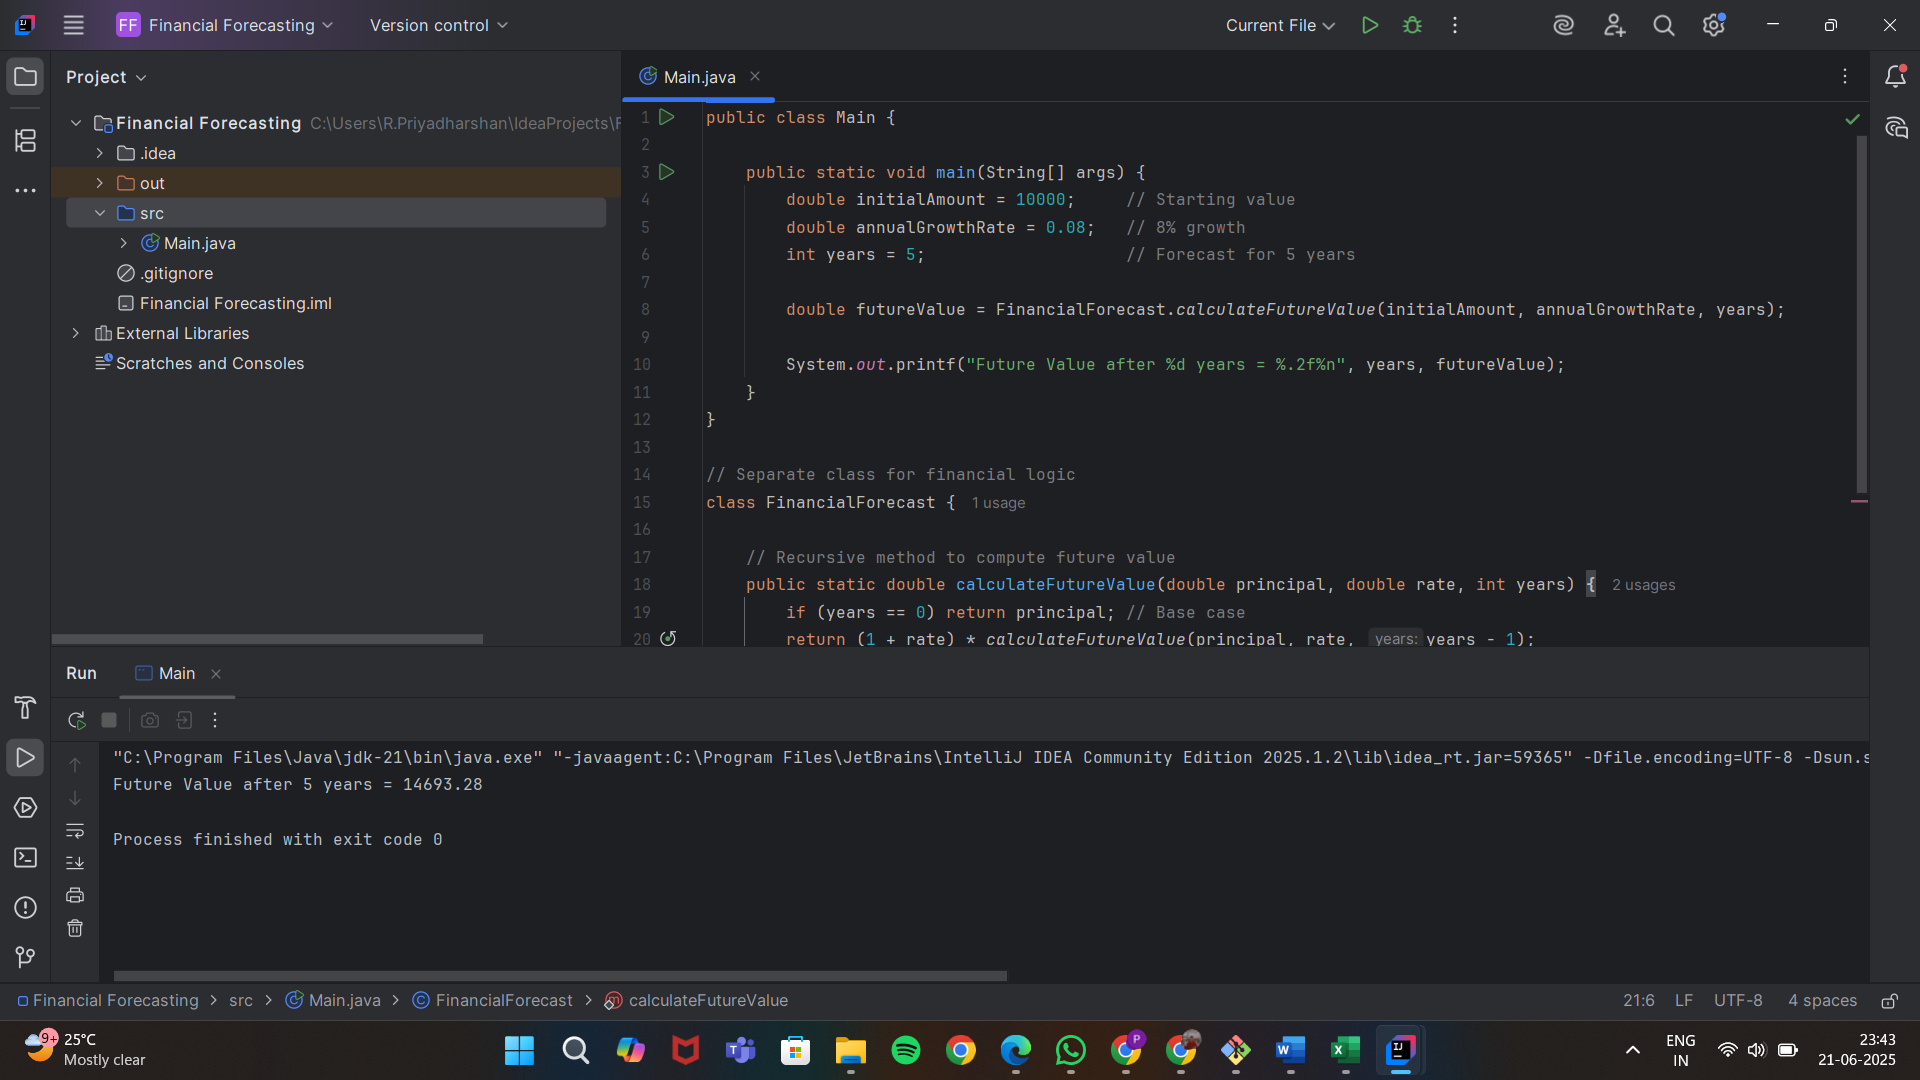 FF Financial Forecasting
Version control
Current File
Project
Main.java
Financial Forecasting C:\Users\R.Priyadharshan\IdeaProjects\F
.idea
out
src
Main.java
.gitignore
Financial Forecasting.iml
External Libraries
Scratches and Consoles
1 public class Main {
2
3 public static void main(String[] args) {
4 double initialAmount = 10000; // Starting value
5 double annualGrowthRate = 0.08; // 8% growth
6 int years = 5; // Forecast for 5 years
7
8 double futureValue = FinancialForecast.calculateFutureValue(initialAmount, annualGrowthRate, years);
9
10 System.out.printf("Future Value after %d years = %.2f%n", years, futureValue);
11 }
12 }
13
14 // Separate class for financial logic
15 class FinancialForecast { 1 usage
16
17 // Recursive method to compute future value
18 public static double calculateFutureValue(double principal, double rate, int years) { 2 usages
19 if (years == 0) return principal; // Base case
20 return (1 + rate) * calculateFutureValue(principal, rate, years: years - 1);
Run
Main
"C:\Program Files\Java\jdk-21\bin\java.exe" "-javaagent:C:\Program Files\JetBrains\IntelliJ IDEA Community Edition 2025.1.2\lib\idea_rt.jar=59365" -Dfile.encoding=UTF-8 -Dsun.s
Future Value after 5 years = 14693.28
Process finished with exit code 0
Financial Forecasting > src > Main.java > FinancialForecast > calculateFutureValue
21:6 LF UTF-8 4 spaces
9+
25°C
Mostly clear
ENG
IN
23:43
21-06-2025